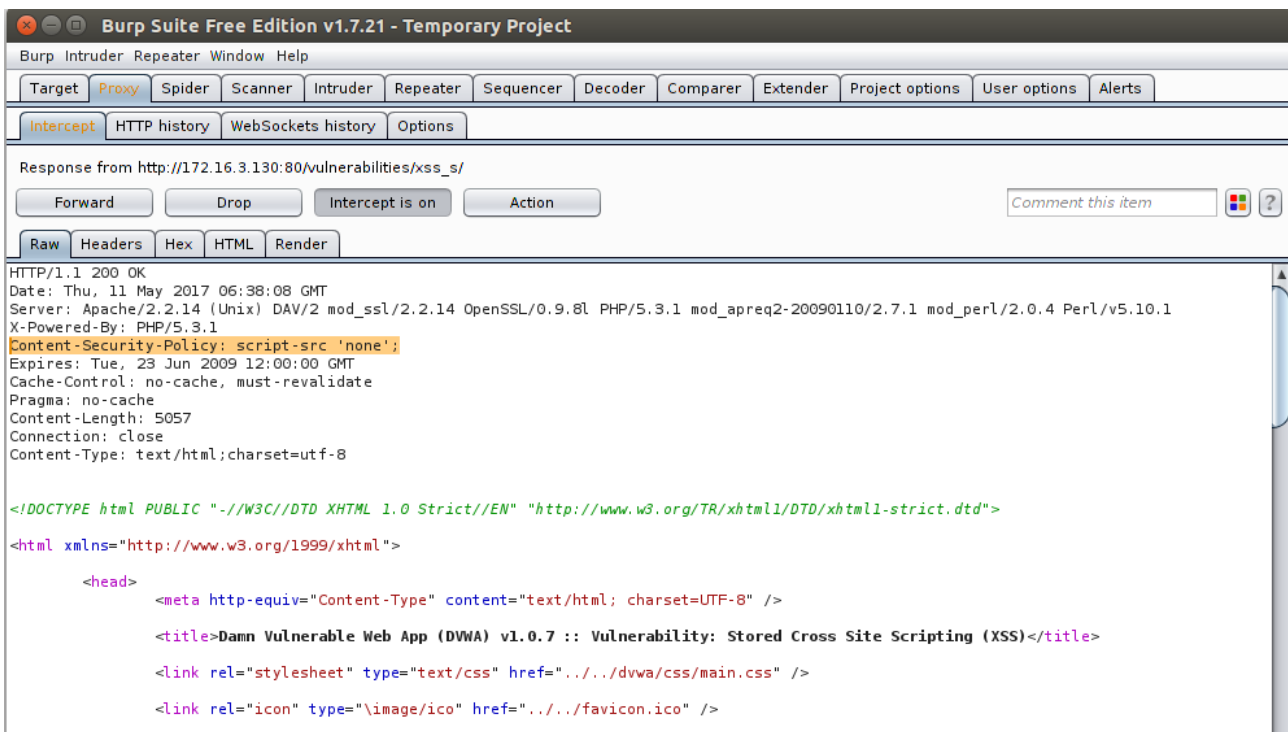 Burp Suite Free Edition v1.7.21 - Temporary Project
Burp Intruder Repeater Window Help
Target Proxy Spider Scanner Intruder Repeater Sequencer Decoder Comparer Extender Project options User options Alerts
Intercept HTTP history WebSockets history Options
Response from http://172.16.3.130:80/vulnerabilities/xss_s/
Forward Drop Intercept is on Action Comment this item ?
Raw Headers Hex HTML Render
HTTP/1.1 200 OK
Date: Thu, 11 May 2017 06:38:08 GMT
Server: Apache/2.2.14 (Unix) DAV/2 mod_ssl/2.2.14 OpenSSL/0.9.8l PHP/5.3.1 mod_apreq2-20090110/2.7.1 mod_perl/2.0.4 Perl/v5.10.1
X-Powered-By: PHP/5.3.1
Content-Security-Policy: script-src 'none';
Expires: Tue, 23 Jun 2009 12:00:00 GMT
Cache-Control: no-cache, must-revalidate
Pragma: no-cache
Content-Length: 5057
Connection: close
Content-Type: text/html;charset=utf-8
<!DOCTYPE html PUBLIC "-//W3C//DTD XHTML 1.0 Strict//EN" "http://www.w3.org/TR/xhtml1/DTD/xhtml1-strict.dtd">
<html xmlns="http://www.w3.org/1999/xhtml">
<head>
<meta http-equiv="Content-Type" content="text/html; charset=UTF-8" />
<title>Damn Vulnerable Web App (DVWA) v1.0.7 :: Vulnerability: Stored Cross Site Scripting (XSS)</title>
<link rel="stylesheet" type="text/css" href="../../dvwa/css/main.css" />
<link rel="icon" type="\image/ico" href="../../favicon.ico" />